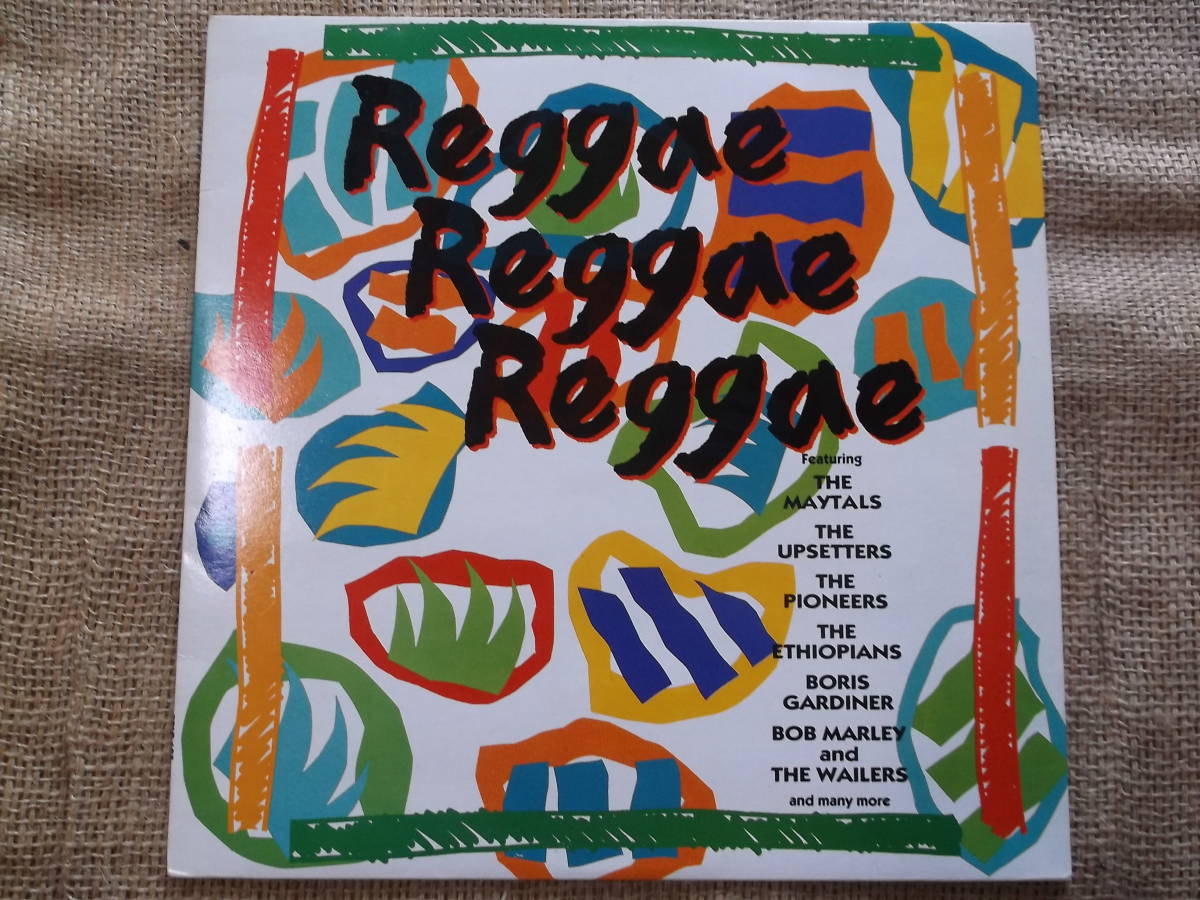 Reggae
Reggae
Reggae
Featuring
THE
MAYTALS
THE
UPSETTERS
THE
PIONEERS
THE
ETHIOPIANS
BORIS
GARDINER
BOB MARLEY
and
THE WAILERS
and many more